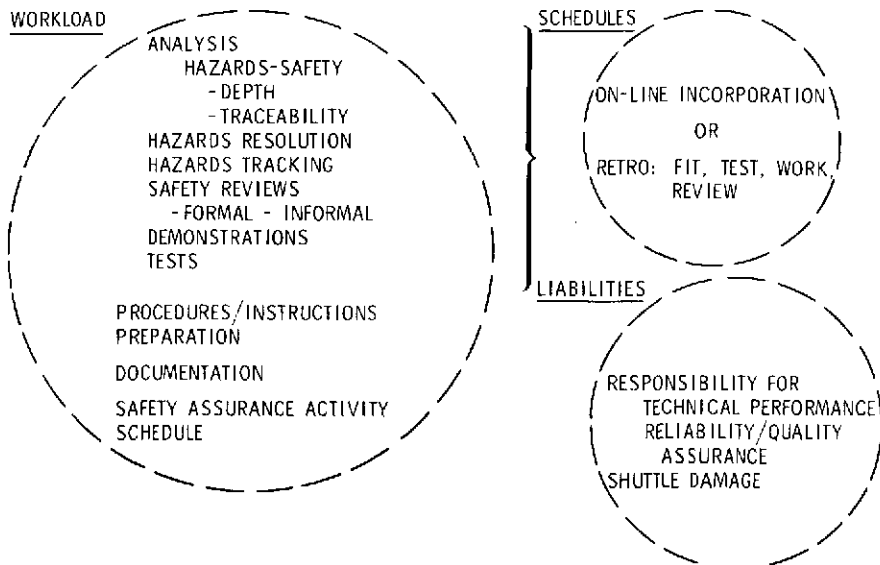 WORKLOAD
ANALYSIS
HAZARDS-SAFETY
-DEPTH
-TRACEABILITY
HAZARDS RESOLUTION
HAZARDS TRACKING
SAFETY REVIEWS
-FORMAL - INFORMAL
DEMONSTRATIONS
TESTS
PROCEDURES/INSTRUCTIONS
PREPARATION
DOCUMENTATION
SAFETY ASSURANCE ACTIVITY
SCHEDULE
SCHEDULES
ON-LINE INCORPORATION
OR
RETRO: FIT, TEST, WORK,
REVIEW
LIABILITIES
RESPONSIBILITY FOR
TECHNICAL PERFORMANCE
RELIABILITY/QUALITY
ASSURANCE
SHUTTLE DAMAGE